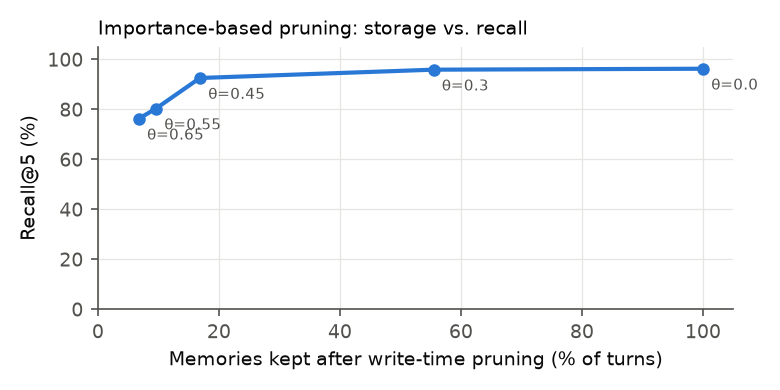 Importance-based pruning: storage vs. recall
100
80
60
40
20
0
Recall@5 (%)
θ=0.65
θ=0.55
θ=0.45
θ=0.3
θ=0.0
0 20 40 60 80 100
Memories kept after write-time pruning (% of turns)